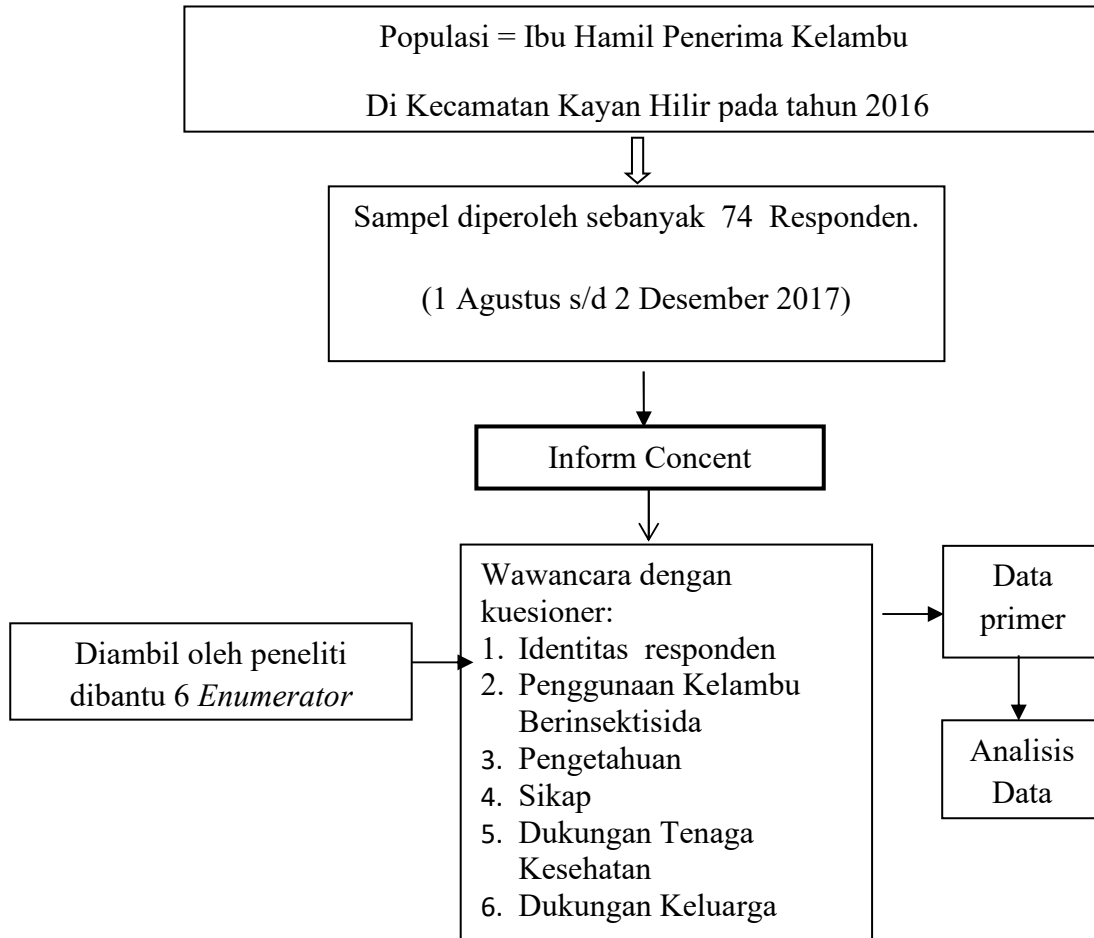 Populasi = Ibu Hamil Penerima Kelambu
Di Kecamatan Kayan Hilir pada tahun 2016
Sampel diperoleh sebanyak 74 Responden.
(1 Agustus s/d 2 Desember 2017)
Inform Concent
Diambil oleh peneliti
dibantu 6 Enumerator
Wawancara dengan
kuesioner:
1. Identitas responden
2. Penggunaan Kelambu
Berinsektisida
3. Pengetahuan
4. Sikap
5. Dukungan Tenaga
Kesehatan
6. Dukungan Keluarga
Data
primer
Analisis
Data